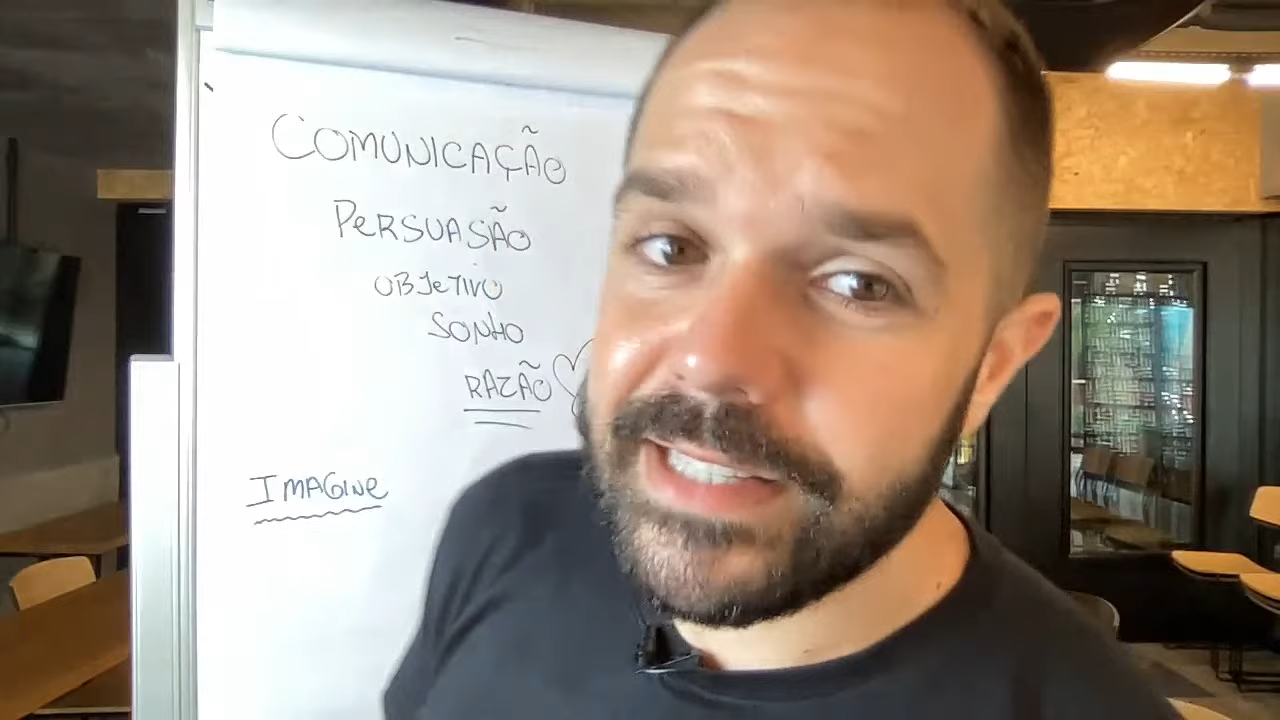 COMUNICAÇÃO
PERSUASÃO
OBJETIVO
SONHO
RAZÃO
IMAGINE